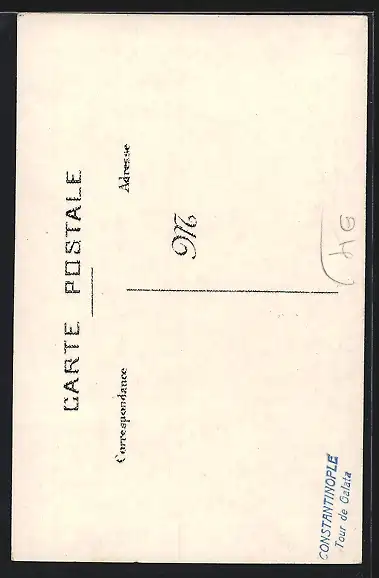 CARTE POSTALE
Correspondance
Adresse
M
CONSTANTINOPLE
Tour de Galata